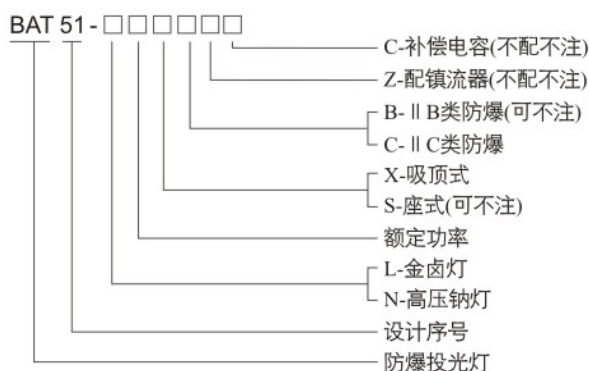 BAT 51-□□□□□□
C-补偿电容(不配不注)
Z-配镇流器(不配不注)
B-ⅡB类防爆(可不注)
C-ⅡC类防爆
X-吸顶式
S-座式(可不注)
额定功率
L-金卤灯
N-高压钠灯
设计序号
防爆投光灯